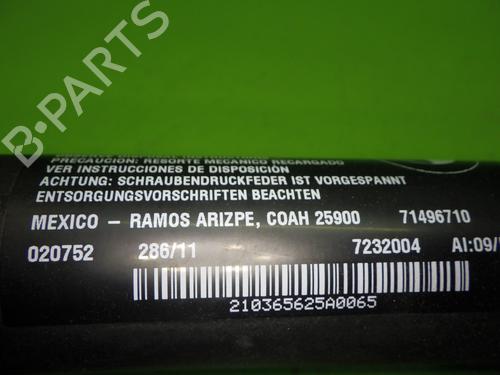 B-PARTS
PRECAUCION: RESORTE MECANICO RECARGADO
VER INSTRUCCIONES DE DISPOSICION
ACHTUNG: SCHRAUBENDRUCKFEDER IST VORGESPANNT
ENTSORGUNGSVORSCHRIFTEN BEACHTEN
MEXICO - RAMOS ARIZPE, COAH 25900 71496710
020752 286/11 7232004 AI:09/
210365625A0065